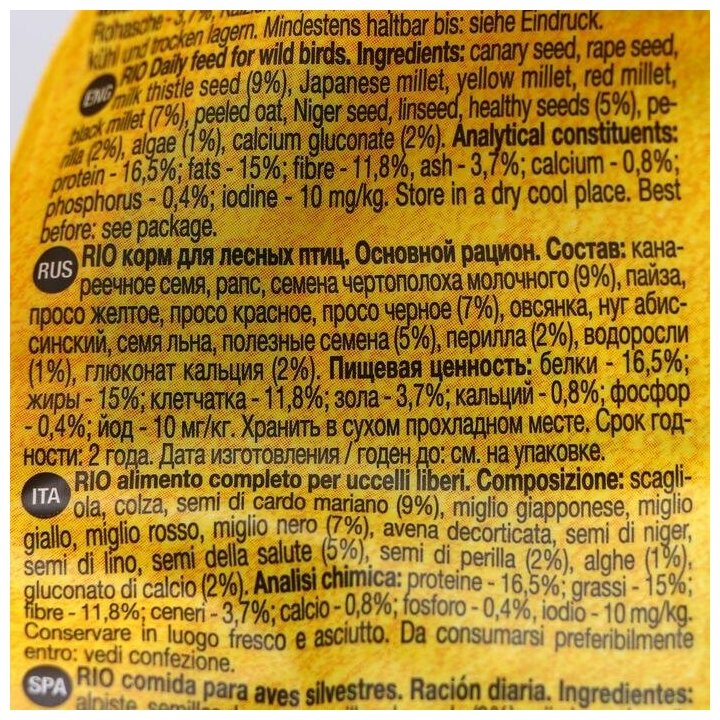 Rohasche - 3,7%,
kühl und trocken lagern. Mindestens haltbar bis: siehe Eindruck.
ENG RIO Daily feed for wild birds. Ingredients: canary seed, rape seed,
milk thistle seed (9%), Japanese millet, yellow millet, red millet,
black millet (7%), peeled oat, Niger seed, linseed, healthy seeds (5%), pe-
rilla (2%), algae (1%), calcium gluconate (2%). Analytical constituents:
protein - 16,5%; fats - 15%; fibre - 11,8%, ash - 3,7%; calcium - 0,8%;
phosphorus - 0,4%; iodine - 10 mg/kg. Store in a dry cool place. Best
before: see package.
RUS RIO корм для лесных птиц. Основной рацион. Состав: кана-
реечное семя, рапс, семена чертополоха молочного (9%), пайза,
просо желтое, просо красное, просо черное (7%), овсянка, нуг абис-
синский, семя льна, полезные семена (5%), перилла (2%), водоросли
(1%), глюконат кальция (2%). Пищевая ценность: белки - 16,5%;
жиры - 15%; клетчатка - 11,8%; зола - 3,7%; кальций - 0,8%; фосфор
- 0,4%; йод - 10 мг/кг. Хранить в сухом прохладном месте. Срок год-
ности: 2 года. Дата изготовления / годен до: см. на упаковке.
ITA RIO alimento completo per uccelli liberi. Composizione: scagli-
ola, colza, semi di cardo mariano (9%), miglio giapponese, miglio
giallo, miglio rosso, miglio nero (7%), avena decorticata, semi di niger,
semi di lino, semi della salute (5%), semi di perilla (2%), alghe (1%),
gluconato di calcio (2%). Analisi chimica: proteine - 16,5%; grassi - 15%;
fibre - 11,8%; ceneri - 3,7%; calcio - 0,8%; fosforo - 0,4%, iodio - 10 mg/kg.
Conservare in luogo fresco e asciutto. Da consumarsi preferibilmente
entro: vedi confezione.
SPA RIO comida para aves silvestres. Ración diaria. Ingredientes:
alpiste,